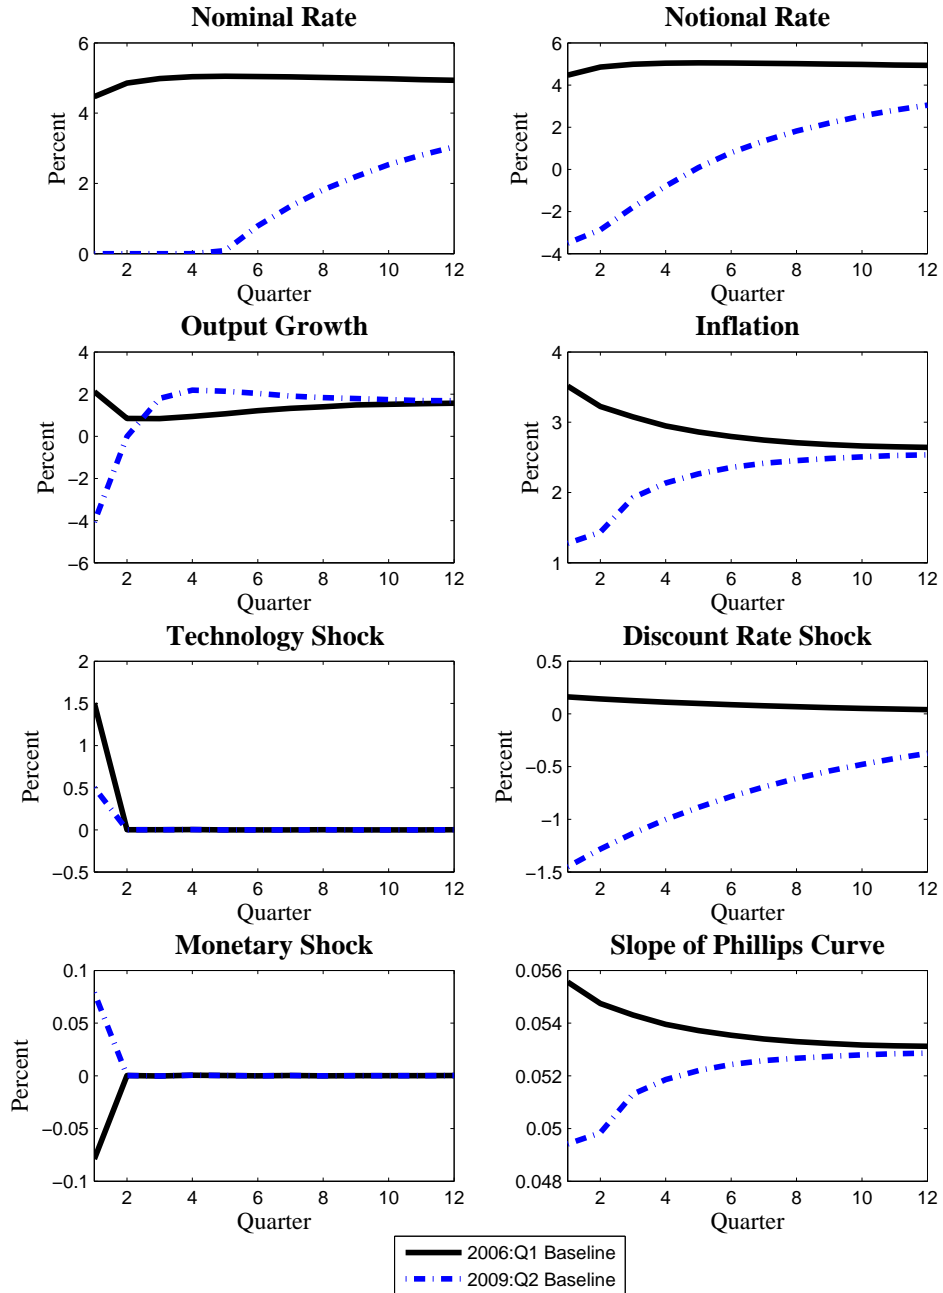 Nominal Rate
Percent
6
4
2
0
2 4 6 8 10 12
Quarter
Notional Rate
Percent
6
4
2
0
−2
−4
2 4 6 8 10 12
Quarter
Output Growth
Percent
4
2
0
−2
−4
−6
2 4 6 8 10 12
Quarter
Inflation
Percent
4
3
2
1
2 4 6 8 10 12
Quarter
Technology Shock
Percent
2
1.5
1
0.5
0
−0.5
2 4 6 8 10 12
Quarter
Discount Rate Shock
Percent
0.5
0
−0.5
−1
−1.5
2 4 6 8 10 12
Quarter
Monetary Shock
Percent
0.1
0.05
0
−0.05
−0.1
2 4 6 8 10 12
Quarter
Slope of Phillips Curve
0.056
0.054
0.052
0.05
0.048
2 4 6 8 10 12
Quarter
2006:Q1 Baseline
2009:Q2 Baseline